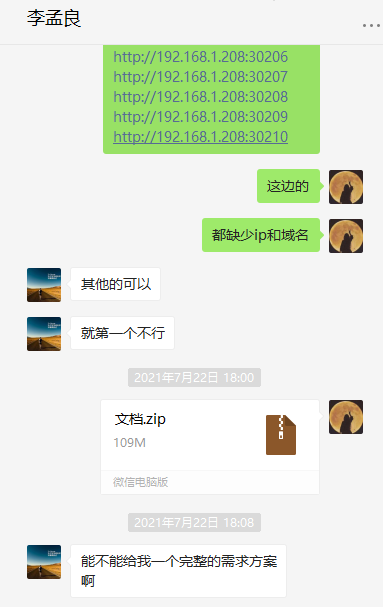 李孟良
http://192.168.1.208:30206
http://192.168.1.208:30207
http://192.168.1.208:30208
http://192.168.1.208:30209
http://192.168.1.208:30210
这边的
都缺少ip和域名
其他的可以
就第一个不行
2021年7月22日 18:00
文档.zip
109M
微信电脑版
2021年7月22日 18:08
能不能给我一个完整的需求方案
啊